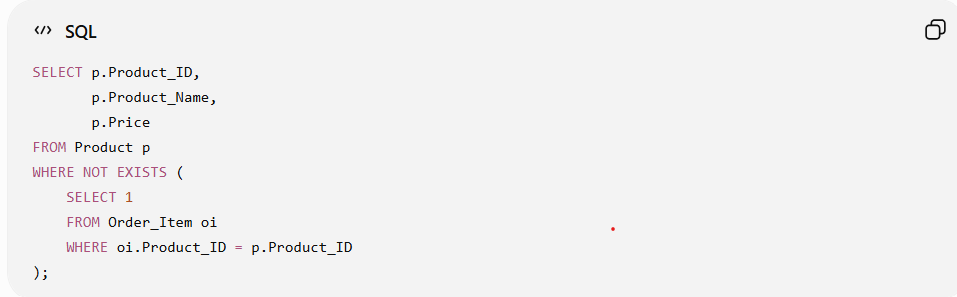 SQL
SELECT p.Product_ID,
       p.Product_Name,
       p.Price
FROM Product p
WHERE NOT EXISTS (
    SELECT 1
    FROM Order_Item oi
    WHERE oi.Product_ID = p.Product_ID
);